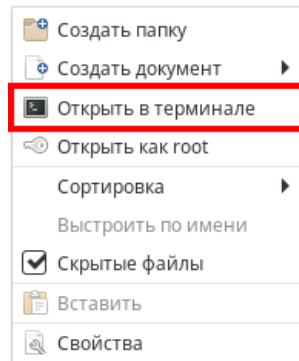 Создать папку
Создать документ
Открыть в терминале
Открыть как root
Сортировка
Выстроить по имени
Скрытые файлы
Вставить
Свойства